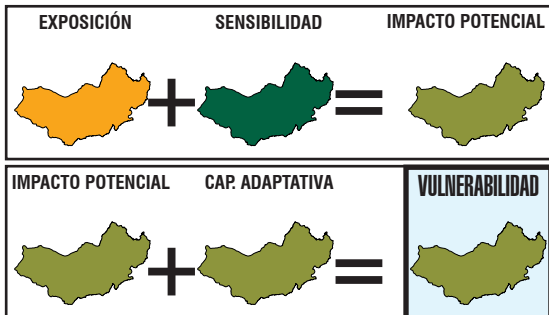 EXPOSICIÓN SENSIBILIDAD IMPACTO POTENCIAL
+ =
IMPACTO POTENCIAL CAP. ADAPTATIVA VULNERABILIDAD
+ =